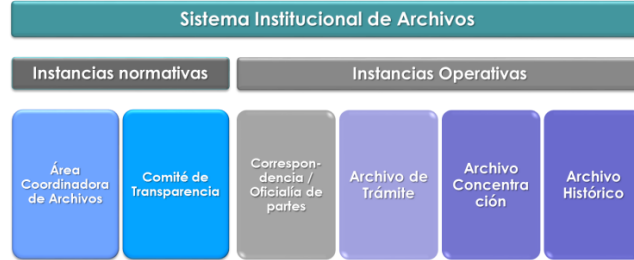 Sistema Institucional de Archivos
Instancias normativas
Instancias Operativas
Área
Coordinadora
de Archivos
Comité de
Transparencia
Correspon-
dencia /
Oficialía de
partes
Archivo de
Trámite
Archivo
Concentra
ción
Archivo
Histórico